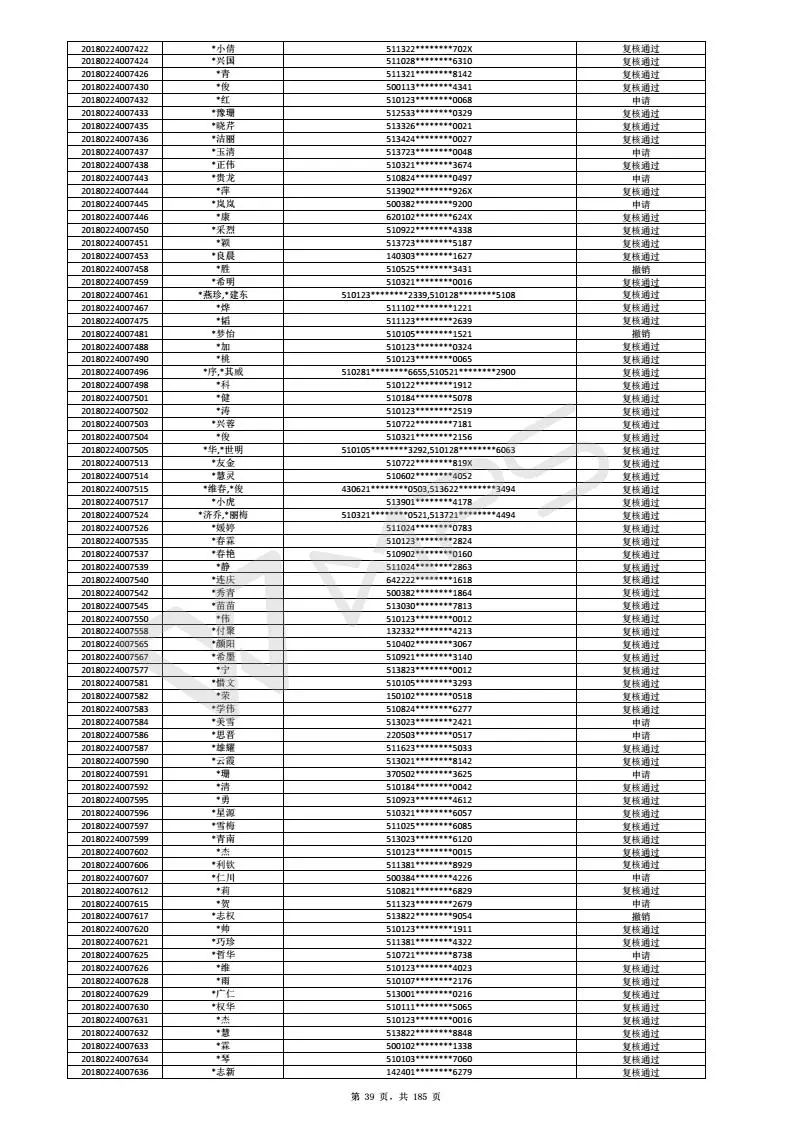 20180224007422 *小倩 511322********702X 复核通过
20180224007424 *兴国 511028********6310 复核通过
20180224007426 *青 511321********8142 复核通过
20180224007430 *俊 500113********4341 复核通过
20180224007432 *红 510123********0068 申请
20180224007433 *豫珊 512533********0329 复核通过
20180224007435 *晓芹 513326********0021 复核通过
20180224007436 *洁丽 513424********0027 复核通过
20180224007437 *玉清 513723********0048 申请
20180224007438 *正伟 510321********3674 复核通过
20180224007443 *贵龙 510824********0497 申请
20180224007444 *萍 513902********926X 复核通过
20180224007445 *岚岚 500382********9200 申请
20180224007446 *康 620102********624X 复核通过
20180224007450 *采烈 510922********4338 复核通过
20180224007451 *颖 513723********5187 复核通过
20180224007453 *良晨 140303********1627 复核通过
20180224007458 *胜 510525********3431 撤销
20180224007459 *希明 510321********0016 复核通过
20180224007461 *燕珍,*建东 510123********2339,510128********5108 复核通过
20180224007467 *烨 511102********1221 复核通过
20180224007475 *韬 511123********2639 复核通过
20180224007481 *梦怡 510105********1521 撤销
20180224007488 *加 510123********0324 复核通过
20180224007490 *桃 510123********0065 复核通过
20180224007496 *序,*其威 510281********6655,510521********2900 复核通过
20180224007498 *科 510122********1912 复核通过
20180224007501 *健 510184********5078 复核通过
20180224007502 *涛 510123********2519 复核通过
20180224007503 *兴蓉 510722********7181 复核通过
20180224007504 *俊 510321********2156 复核通过
20180224007505 *华,*世明 510105********3292,510128********6063 复核通过
20180224007513 *友金 510722********819X 复核通过
20180224007514 *慧灵 510602********4052 复核通过
20180224007515 *维春,*俊 430621********0503,513622********3494 复核通过
20180224007517 *小虎 513901********4178 复核通过
20180224007524 *济乔,*丽梅 510321********0521,513721********4494 复核通过
20180224007526 *媛婷 511024********0783 复核通过
20180224007535 *春霖 510123********2824 复核通过
20180224007537 *春艳 510902********0160 复核通过
20180224007539 *静 511024********2863 复核通过
20180224007540 *连庆 642222********1618 复核通过
20180224007542 *秀青 500382********1864 复核通过
20180224007545 *苗苗 513030********7813 复核通过
20180224007550 *伟 510123********0012 复核通过
20180224007558 *付聚 132332********4213 复核通过
20180224007565 *颜阳 510402********3067 复核通过
20180224007567 *希墨 510921********3140 复核通过
20180224007577 *宁 513823********0012 复核通过
20180224007581 *惜文 510105********3293 复核通过
20180224007582 *荣 150102********0518 复核通过
20180224007583 *学伟 510824********6277 复核通过
20180224007584 *美雪 513023********2421 申请
20180224007586 *思晋 220503********0517 申请
20180224007587 *雄耀 511623********5033 复核通过
20180224007590 *云霞 513021********8142 复核通过
20180224007591 *珊 370502********3625 申请
20180224007592 *清 510184********0042 复核通过
20180224007595 *勇 510923********4612 复核通过
20180224007596 *星源 510321********6057 复核通过
20180224007597 *雪梅 511025********6085 复核通过
20180224007599 *青南 513023********6120 复核通过
20180224007602 *杰 510123********0015 复核通过
20180224007606 *利钦 511381********8929 复核通过
20180224007607 *仁川 500384********4226 申请
20180224007612 *莉 510821********6829 复核通过
20180224007615 *贺 511323********2679 申请
20180224007617 *志权 513822********9054 撤销
20180224007620 *帅 510123********1911 复核通过
20180224007621 *巧珍 511381********4322 复核通过
20180224007625 *哲华 510721********8738 申请
20180224007626 *维 510123********4023 复核通过
20180224007628 *雨 510107********2176 复核通过
20180224007629 *广仁 513001********0216 复核通过
20180224007630 *权华 510111********5065 复核通过
20180224007631 *杰 510123********0016 复核通过
20180224007632 *慧 513822********8848 复核通过
20180224007633 *霖 500102********1338 复核通过
20180224007634 *琴 510103********7060 复核通过
20180224007636 *志新 142401********6279 复核通过
第 39 页,共 185 页